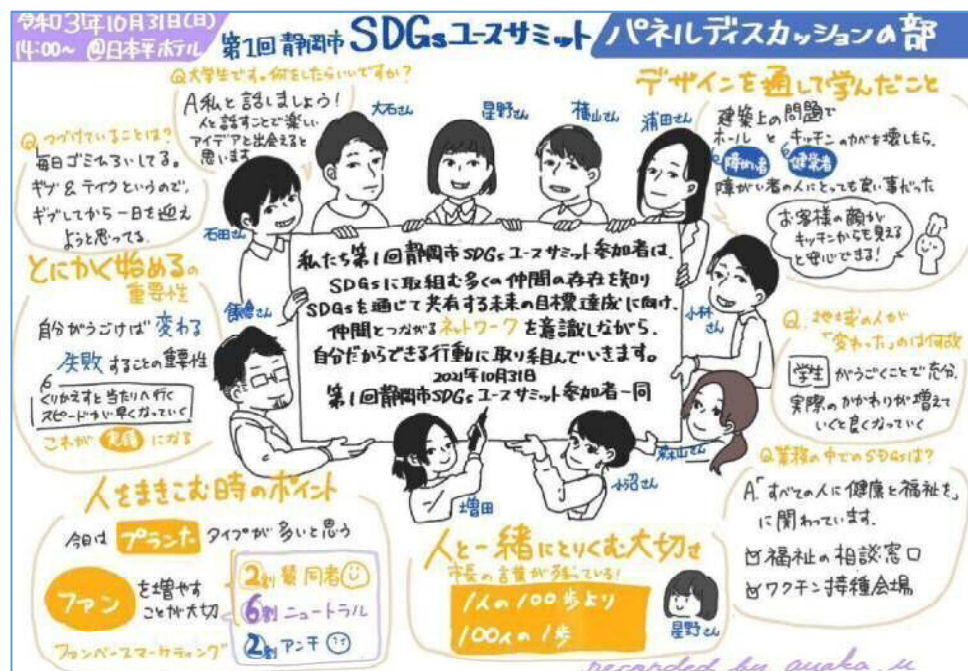 令和3年10月31日(日)
14:00~ @日本平ホテル
第1回 静岡市 SDGsユースサミット
パネルディスカッションの部
Q 大学生です。何をしたらいいですか？
A 私と話しましょう!
人と話すことで楽しい
アイデアと出会えると
思います
大石さん
星野さん
横山さん
浦田さん
Q つづけていることは？
毎日ゴミひろいしてる。
ギブ&テイクというので、
ギブしてから一日を迎え
ようと思ってる。
石田さん
デザインを通して学んだこと
建築上の問題で
ホール と キッチンのかべを壊したら、
障がい者
健常者
障がい者の人にとっても良い事だった
お客様の顔が
キッチンからも見える
と安心できる!
とにかく始めるの
重要性
自分がうごけば 変わる
失敗 することの重要性
くりかえすと当たりへ行く
スピードが早くなっていく
これが 実績 になる
飯倉さん
私たち第1回静岡市SDGsユースサミット参加者は、
SDGsに取組む多くの仲間の存在を知り
SDGsを通じて共有する未来の目標達成に向け、
仲間とつながるネットワークを意識しながら、
自分だからできる行動に取り組んでいきます。
2021年10月31日
第1回静岡市SDGsユースサミット参加者一同
小林さん
森山さん
増田
小沼さん
Q. 地域の人が
「変わった」のは何故
学生 がうごくことで充分。
実際のかかわりが増えて
いくと良くなっていく
Q 業務の中でのSDGsは？
A.「すべての人に健康と福祉を」
に関わっています.
福祉の相談窓口
ワクチン接種会場
人をまきこむ時のポイント
今日は プランナー タイプが多いと思う
ファン を増やす
ことが大切
ファンベースマーケティング
2割 賛同者
6割 ニュートラル
2割 アンチ
人と一緒にとりくむ大切さ
市長の言葉が残っている!
1人の100歩より
100人の1歩
星野さん
recorded by ayaka.u